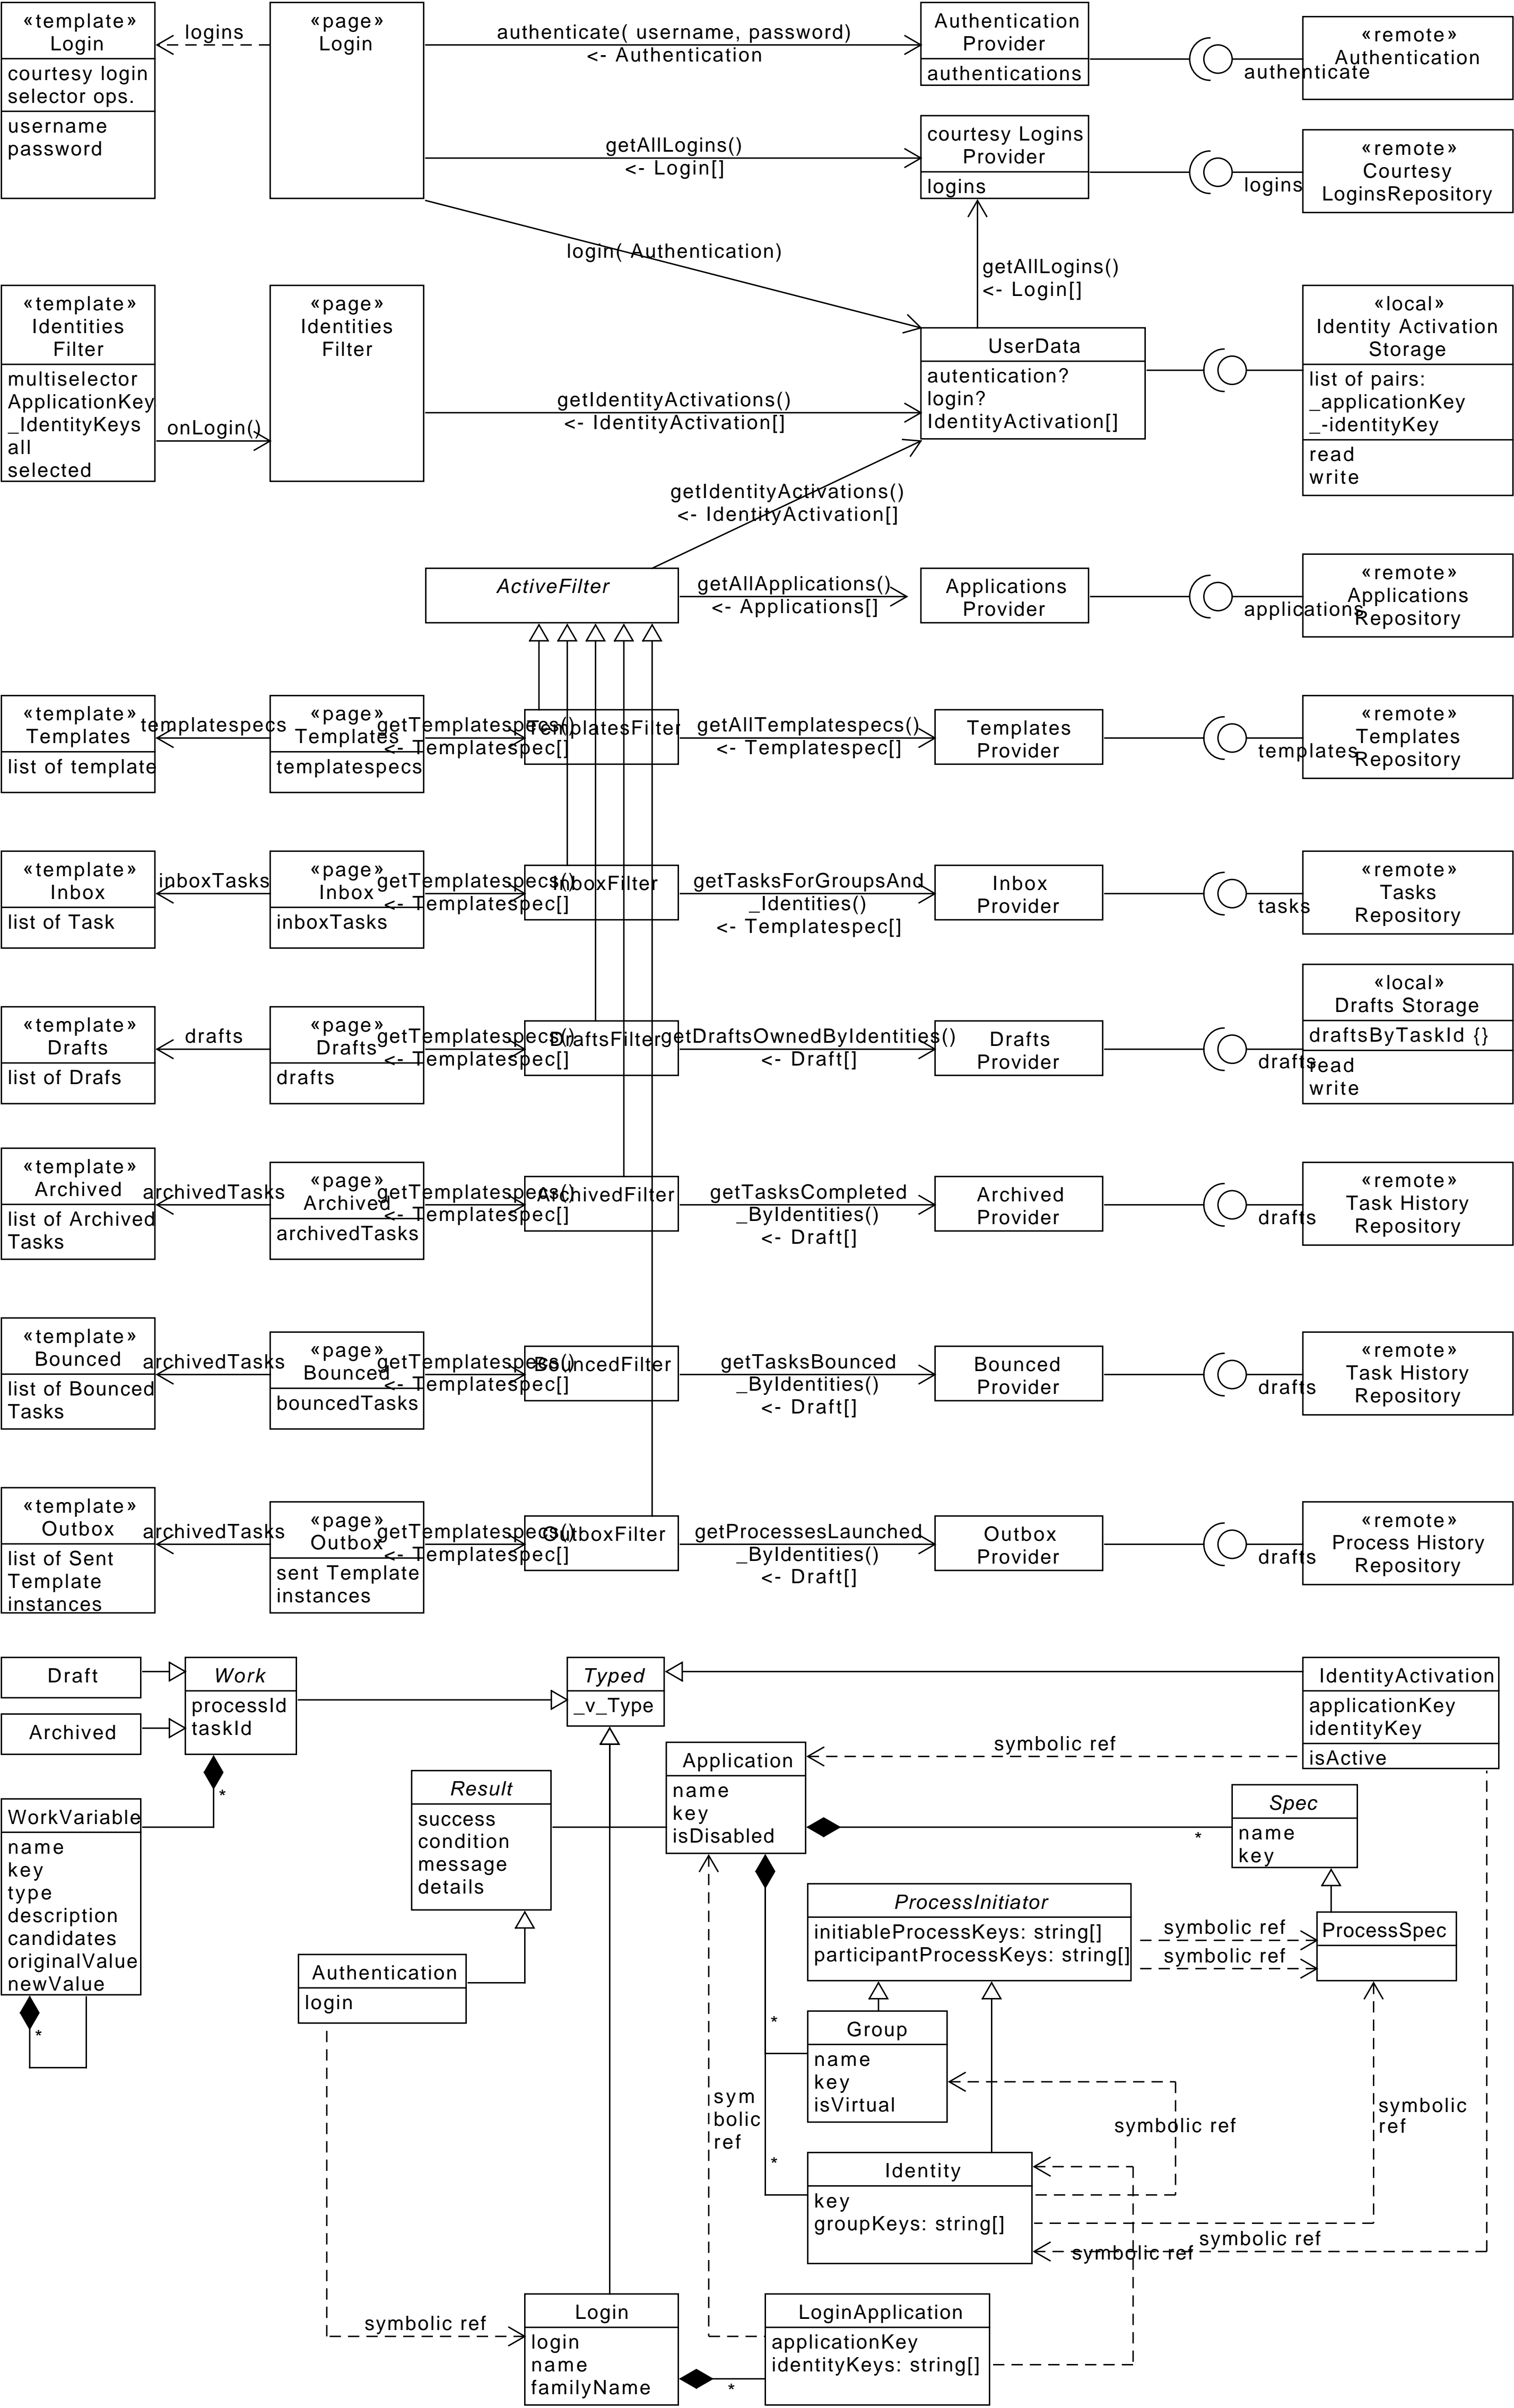 «template»
Login
courtesy login
selector ops.
username
password
logins
«page»
Login
authenticate( username, password)
<- Authentication
Authentication
Provider
authentications
authenticate
«remote»
Authentication
getAllLogins()
<- Login[]
courtesy Logins
Provider
logins
logins
«remote»
Courtesy
LoginsRepository
login( Authentication)
getAllLogins()
<- Login[]
«template»
Identities
Filter
multiselector
ApplicationKey
_IdentityKeys
all
selected
onLogin()
«page»
Identities
Filter
getIdentityActivations()
<- IdentityActivation[]
UserData
autentication?
login?
IdentityActivation[]
«local»
Identity Activation
Storage
list of pairs:
_applicationKey
_-identityKey
read
write
getIdentityActivations()
<- IdentityActivation[]
ActiveFilter
getAllApplications()
<- Applications[]
Applications
Provider
applications
«remote»
Applications
Repository
«template»
Templates
list of template
templatespecs
«page»
Templates
templatespecs
getTemplatespecs()
<- Templatespec[]
TemplatesFilter
getAllTemplatespecs()
<- Templatespec[]
Templates
Provider
templates
«remote»
Templates
Repository
«template»
Inbox
list of Task
inboxTasks
«page»
Inbox
inboxTasks
getTemplatespecs()
<- Templatespec[]
InboxFilter
getTasksForGroupsAnd
_Identities()
<- Templatespec[]
Inbox
Provider
tasks
«remote»
Tasks
Repository
«template»
Drafts
list of Drafs
drafts
«page»
Drafts
drafts
getTemplatespecs()
<- Templatespec[]
DraftsFilter
getDraftsOwnedByIdentities()
<- Draft[]
Drafts
Provider
drafts
«local»
Drafts Storage
draftsByTaskId {}
read
write
«template»
Archived
list of Archived
Tasks
archivedTasks
«page»
Archived
archivedTasks
getTemplatespecs()
<- Templatespec[]
ArchivedFilter
getTasksCompleted
_ByIdentities()
<- Draft[]
Archived
Provider
drafts
«remote»
Task History
Repository
«template»
Bounced
list of Bounced
Tasks
archivedTasks
«page»
Bounced
bouncedTasks
getTemplatespecs()
<- Templatespec[]
BouncedFilter
getTasksBounced
_ByIdentities()
<- Draft[]
Bounced
Provider
drafts
«remote»
Task History
Repository
«template»
Outbox
list of Sent
Template
instances
archivedTasks
«page»
Outbox
sent Template
instances
getTemplatespecs()
<- Templatespec[]
OutboxFilter
getProcessesLaunched
_ByIdentities()
<- Draft[]
Outbox
Provider
drafts
«remote»
Process History
Repository
Draft
Archived
Work
processId
taskId
*
Typed
_v_Type
IdentityActivation
applicationKey
identityKey
isActive
symbolic ref
WorkVariable
name
key
type
description
candidates
originalValue
newValue
*
Result
success
condition
message
details
Application
name
key
isDisabled
*
Spec
name
key
Authentication
login
ProcessInitiator
initiableProcessKeys: string[]
participantProcessKeys: string[]
symbolic ref
symbolic ref
ProcessSpec
*
Group
name
key
isVirtual
sym
bolic
ref
symbolic ref
symbolic
ref
*
Identity
key
groupKeys: string[]
symbolic ref
symbolic ref
symbolic ref
Login
login
name
familyName
*
LoginApplication
applicationKey
identityKeys: string[]